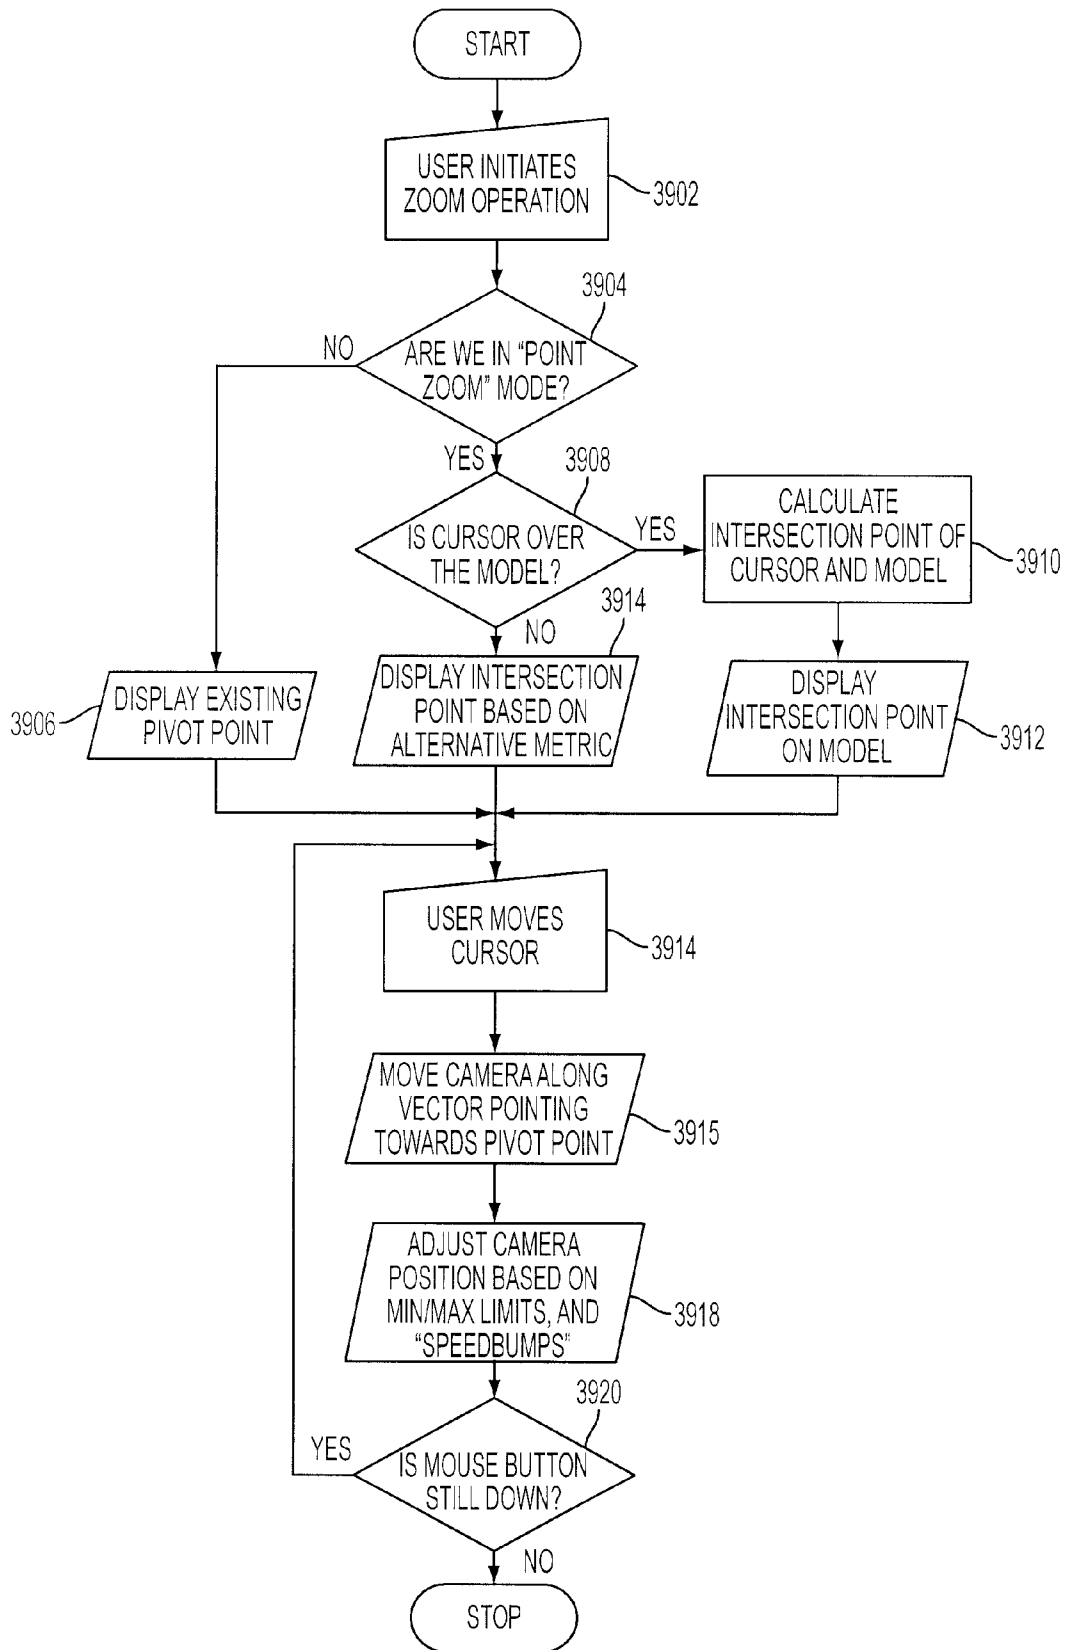 START
USER INITIATES
ZOOM OPERATION
3902
3904
ARE WE IN "POINT
ZOOM" MODE?
NO
YES
3908
IS CURSOR OVER
THE MODEL?
YES
CALCULATE
INTERSECTION POINT OF
CURSOR AND MODEL
3910
NO
3914
DISPLAY EXISTING
PIVOT POINT
3906
DISPLAY INTERSECTION
POINT BASED ON
ALTERNATIVE METRIC
DISPLAY
INTERSECTION POINT
ON MODEL
3912
USER MOVES
CURSOR
3914
MOVE CAMERA ALONG
VECTOR POINTING
TOWARDS PIVOT POINT
3915
ADJUST CAMERA
POSITION BASED ON
MIN/MAX LIMITS, AND
"SPEEDBUMPS"
3918
3920
YES
IS MOUSE BUTTON
STILL DOWN?
NO
STOP